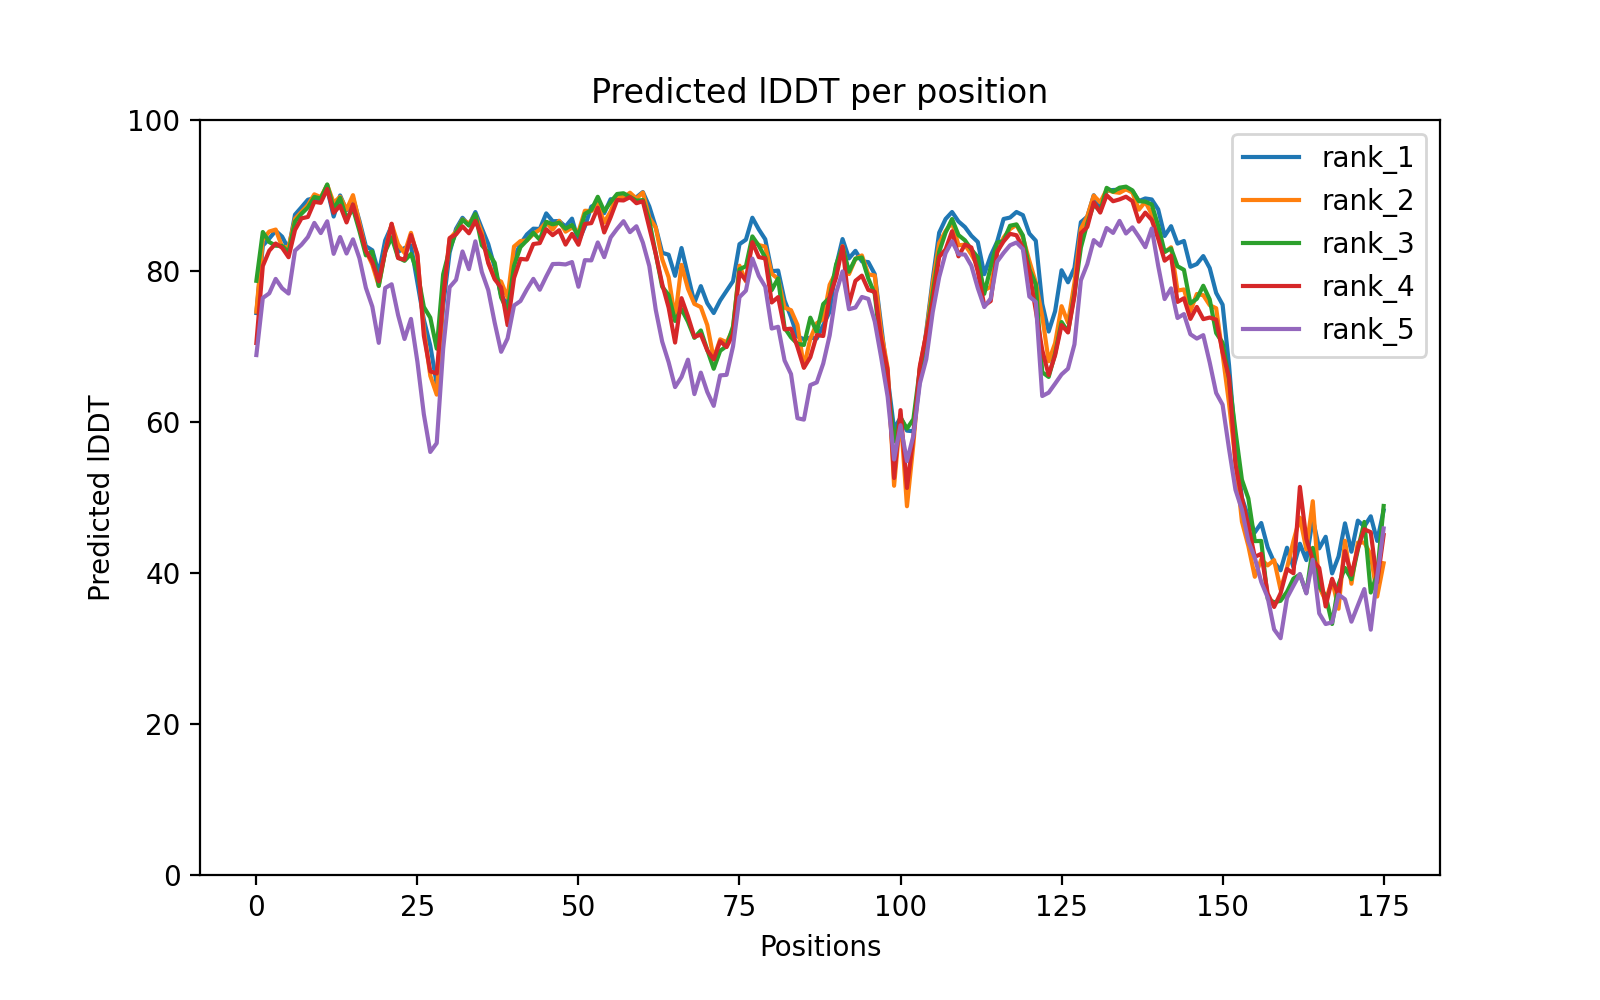 Predicted lDDT per position
100
80
60
40
20
0
Predicted lDDT
0 25 50 75 100 125 150 175
Positions
rank_1
rank_2
rank_3
rank_4
rank_5